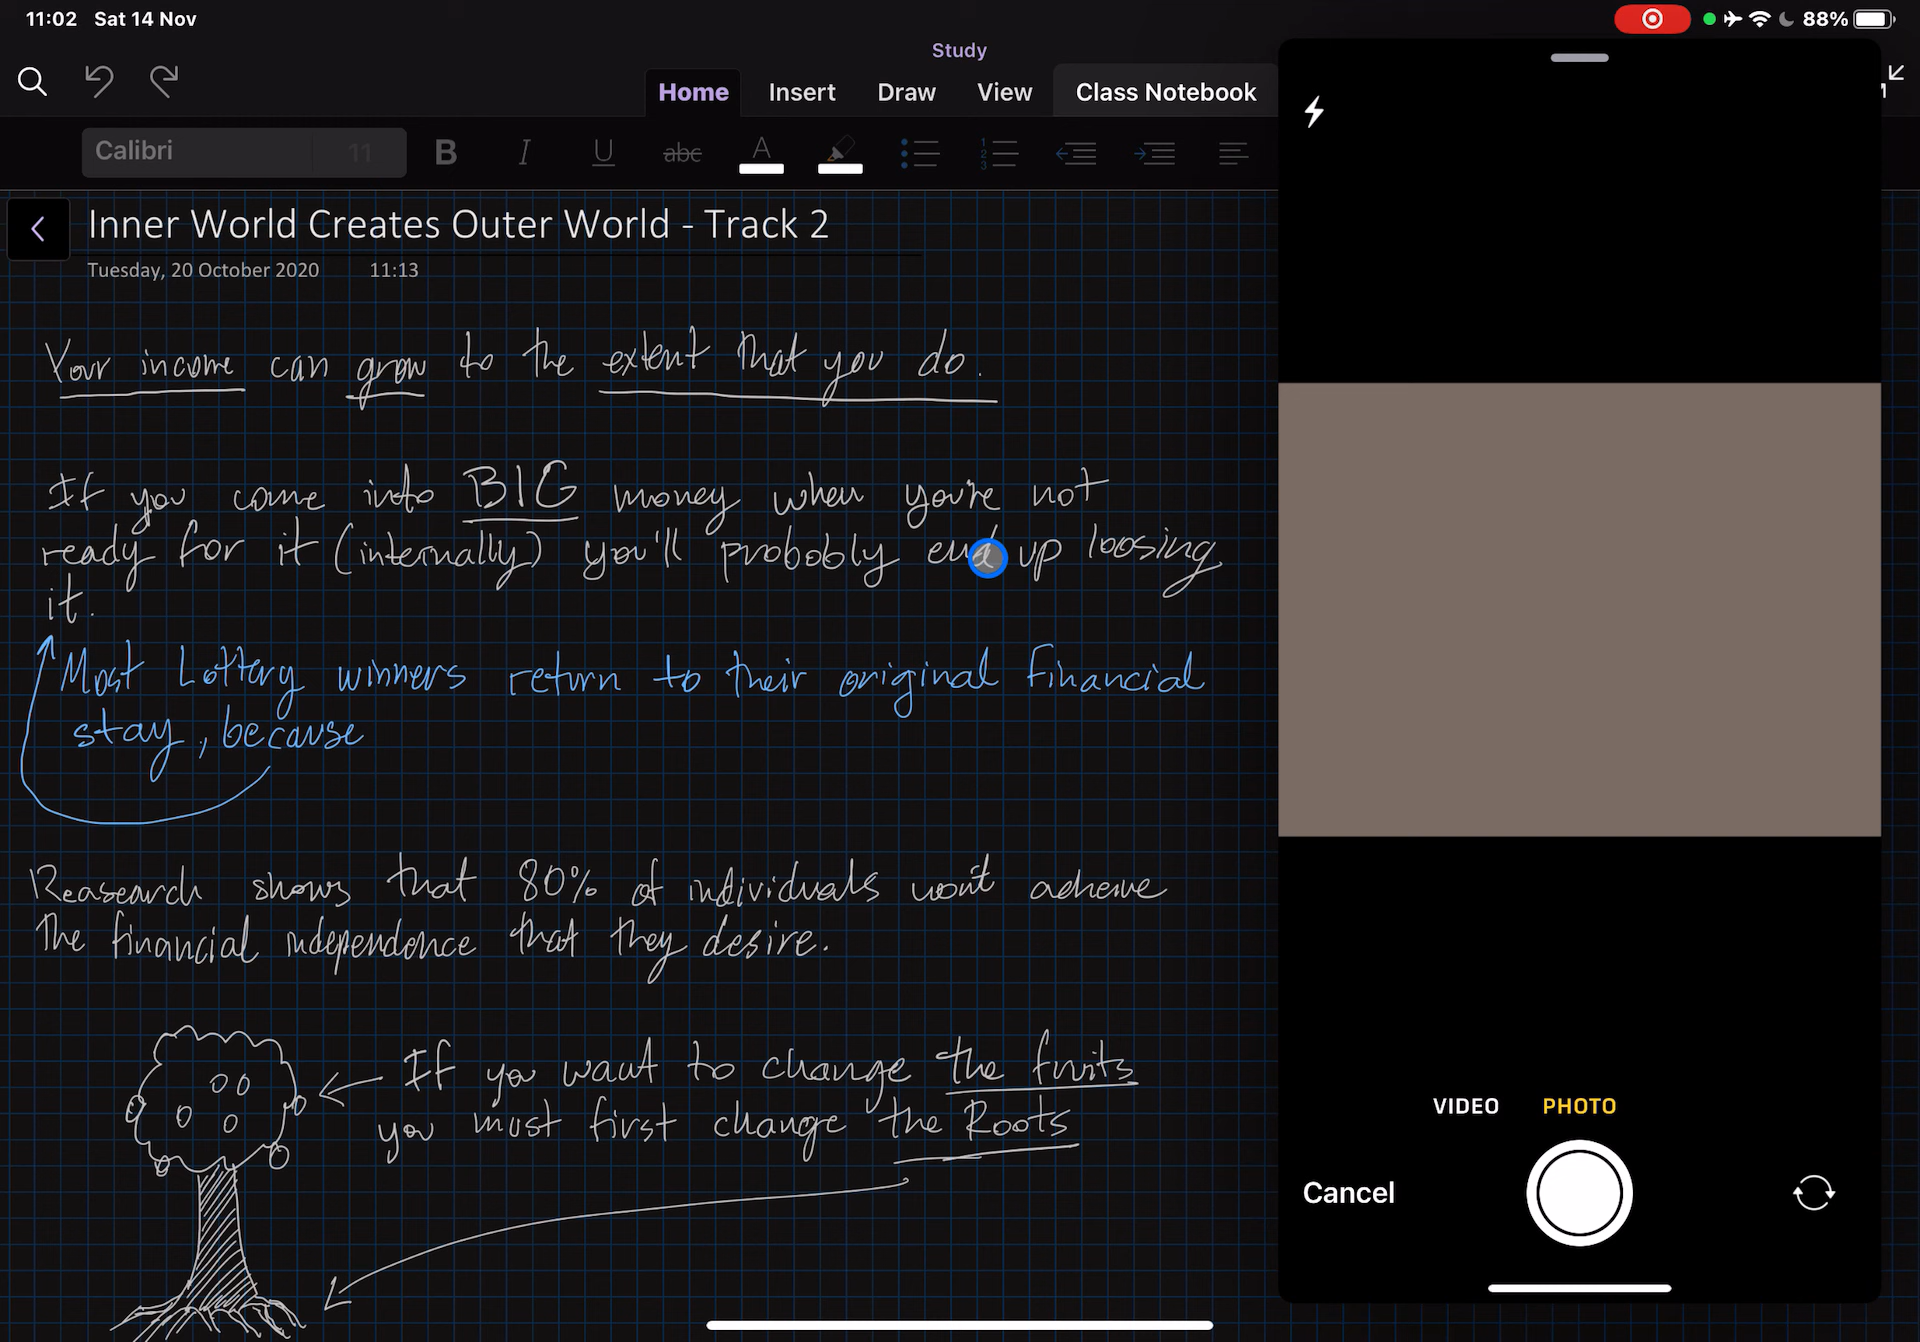 11:02 Sat 14 Nov
88%
Study
Home Insert Draw View Class Notebook
Calibri 11 B I U abc A
Inner World Creates Outer World - Track 2
Tuesday, 20 October 2020 11:13
Your income can grow to the extent that you do.
If you come into BIG money when you're not
ready for it (internally) you'll probobly end up loosing
it.
Most Lottery winners return to their original financial
stay, because
Reasearch shows that 80% of individuals won't acheive
The financial independence that they desire.
If you want to change the fruits
you must first change the Roots
VIDEO PHOTO
Cancel